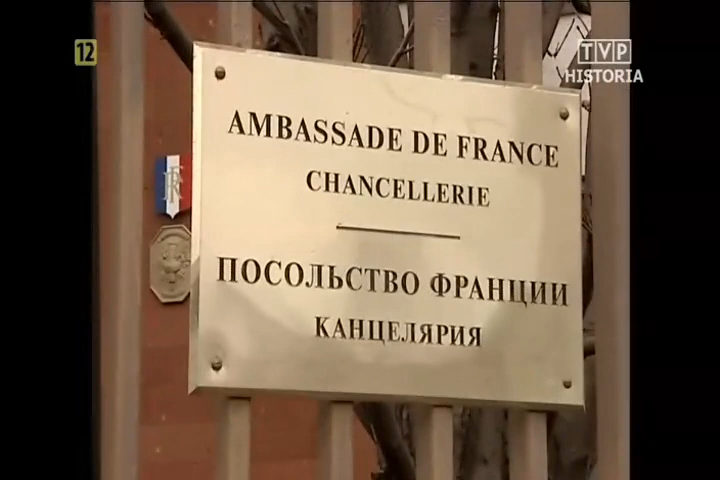 12
TVP
HISTORIA
AMBASSADE DE FRANCE
CHANCELLERIE
RF
ПОСОЛЬСТВО ФРАНЦИИ
КАНЦЕЛЯРИЯ